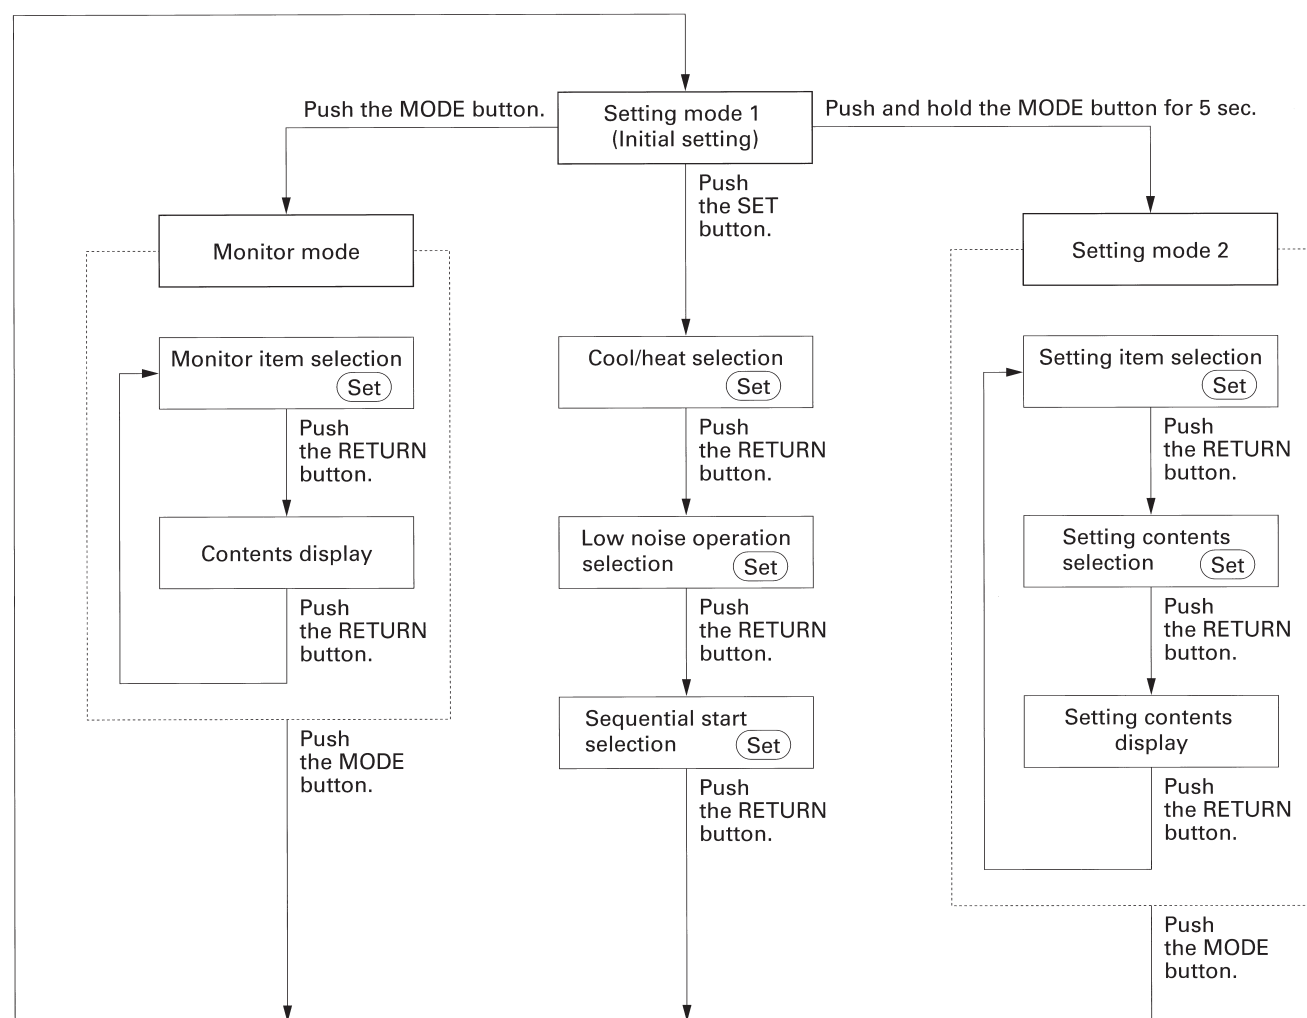 Push the MODE button.
Setting mode 1
(Initial setting)
Push and hold the MODE button for 5 sec.
Push
the SET
button.
Monitor mode
Setting mode 2
Monitor item selection
Set
Cool/heat selection
Set
Setting item selection
Set
Push
the RETURN
button.
Push
the RETURN
button.
Push
the RETURN
button.
Contents display
Low noise operation
selection
Set
Setting contents
selection
Set
Push
the RETURN
button.
Push
the RETURN
button.
Push
the RETURN
button.
Sequential start
selection
Set
Setting contents
display
Push
the MODE
button.
Push
the RETURN
button.
Push
the RETURN
button.
Push
the MODE
button.